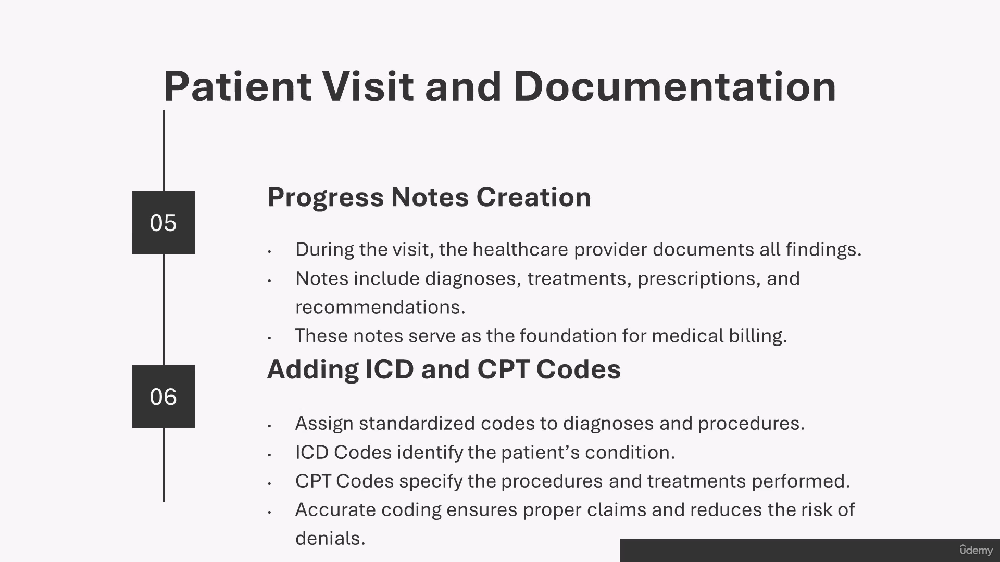 Patient Visit and Documentation
05
Progress Notes Creation
• During the visit, the healthcare provider documents all findings.
• Notes include diagnoses, treatments, prescriptions, and
recommendations.
• These notes serve as the foundation for medical billing.
06
Adding ICD and CPT Codes
• Assign standardized codes to diagnoses and procedures.
• ICD Codes identify the patient’s condition.
• CPT Codes specify the procedures and treatments performed.
• Accurate coding ensures proper claims and reduces the risk of
denials.
ûdemy